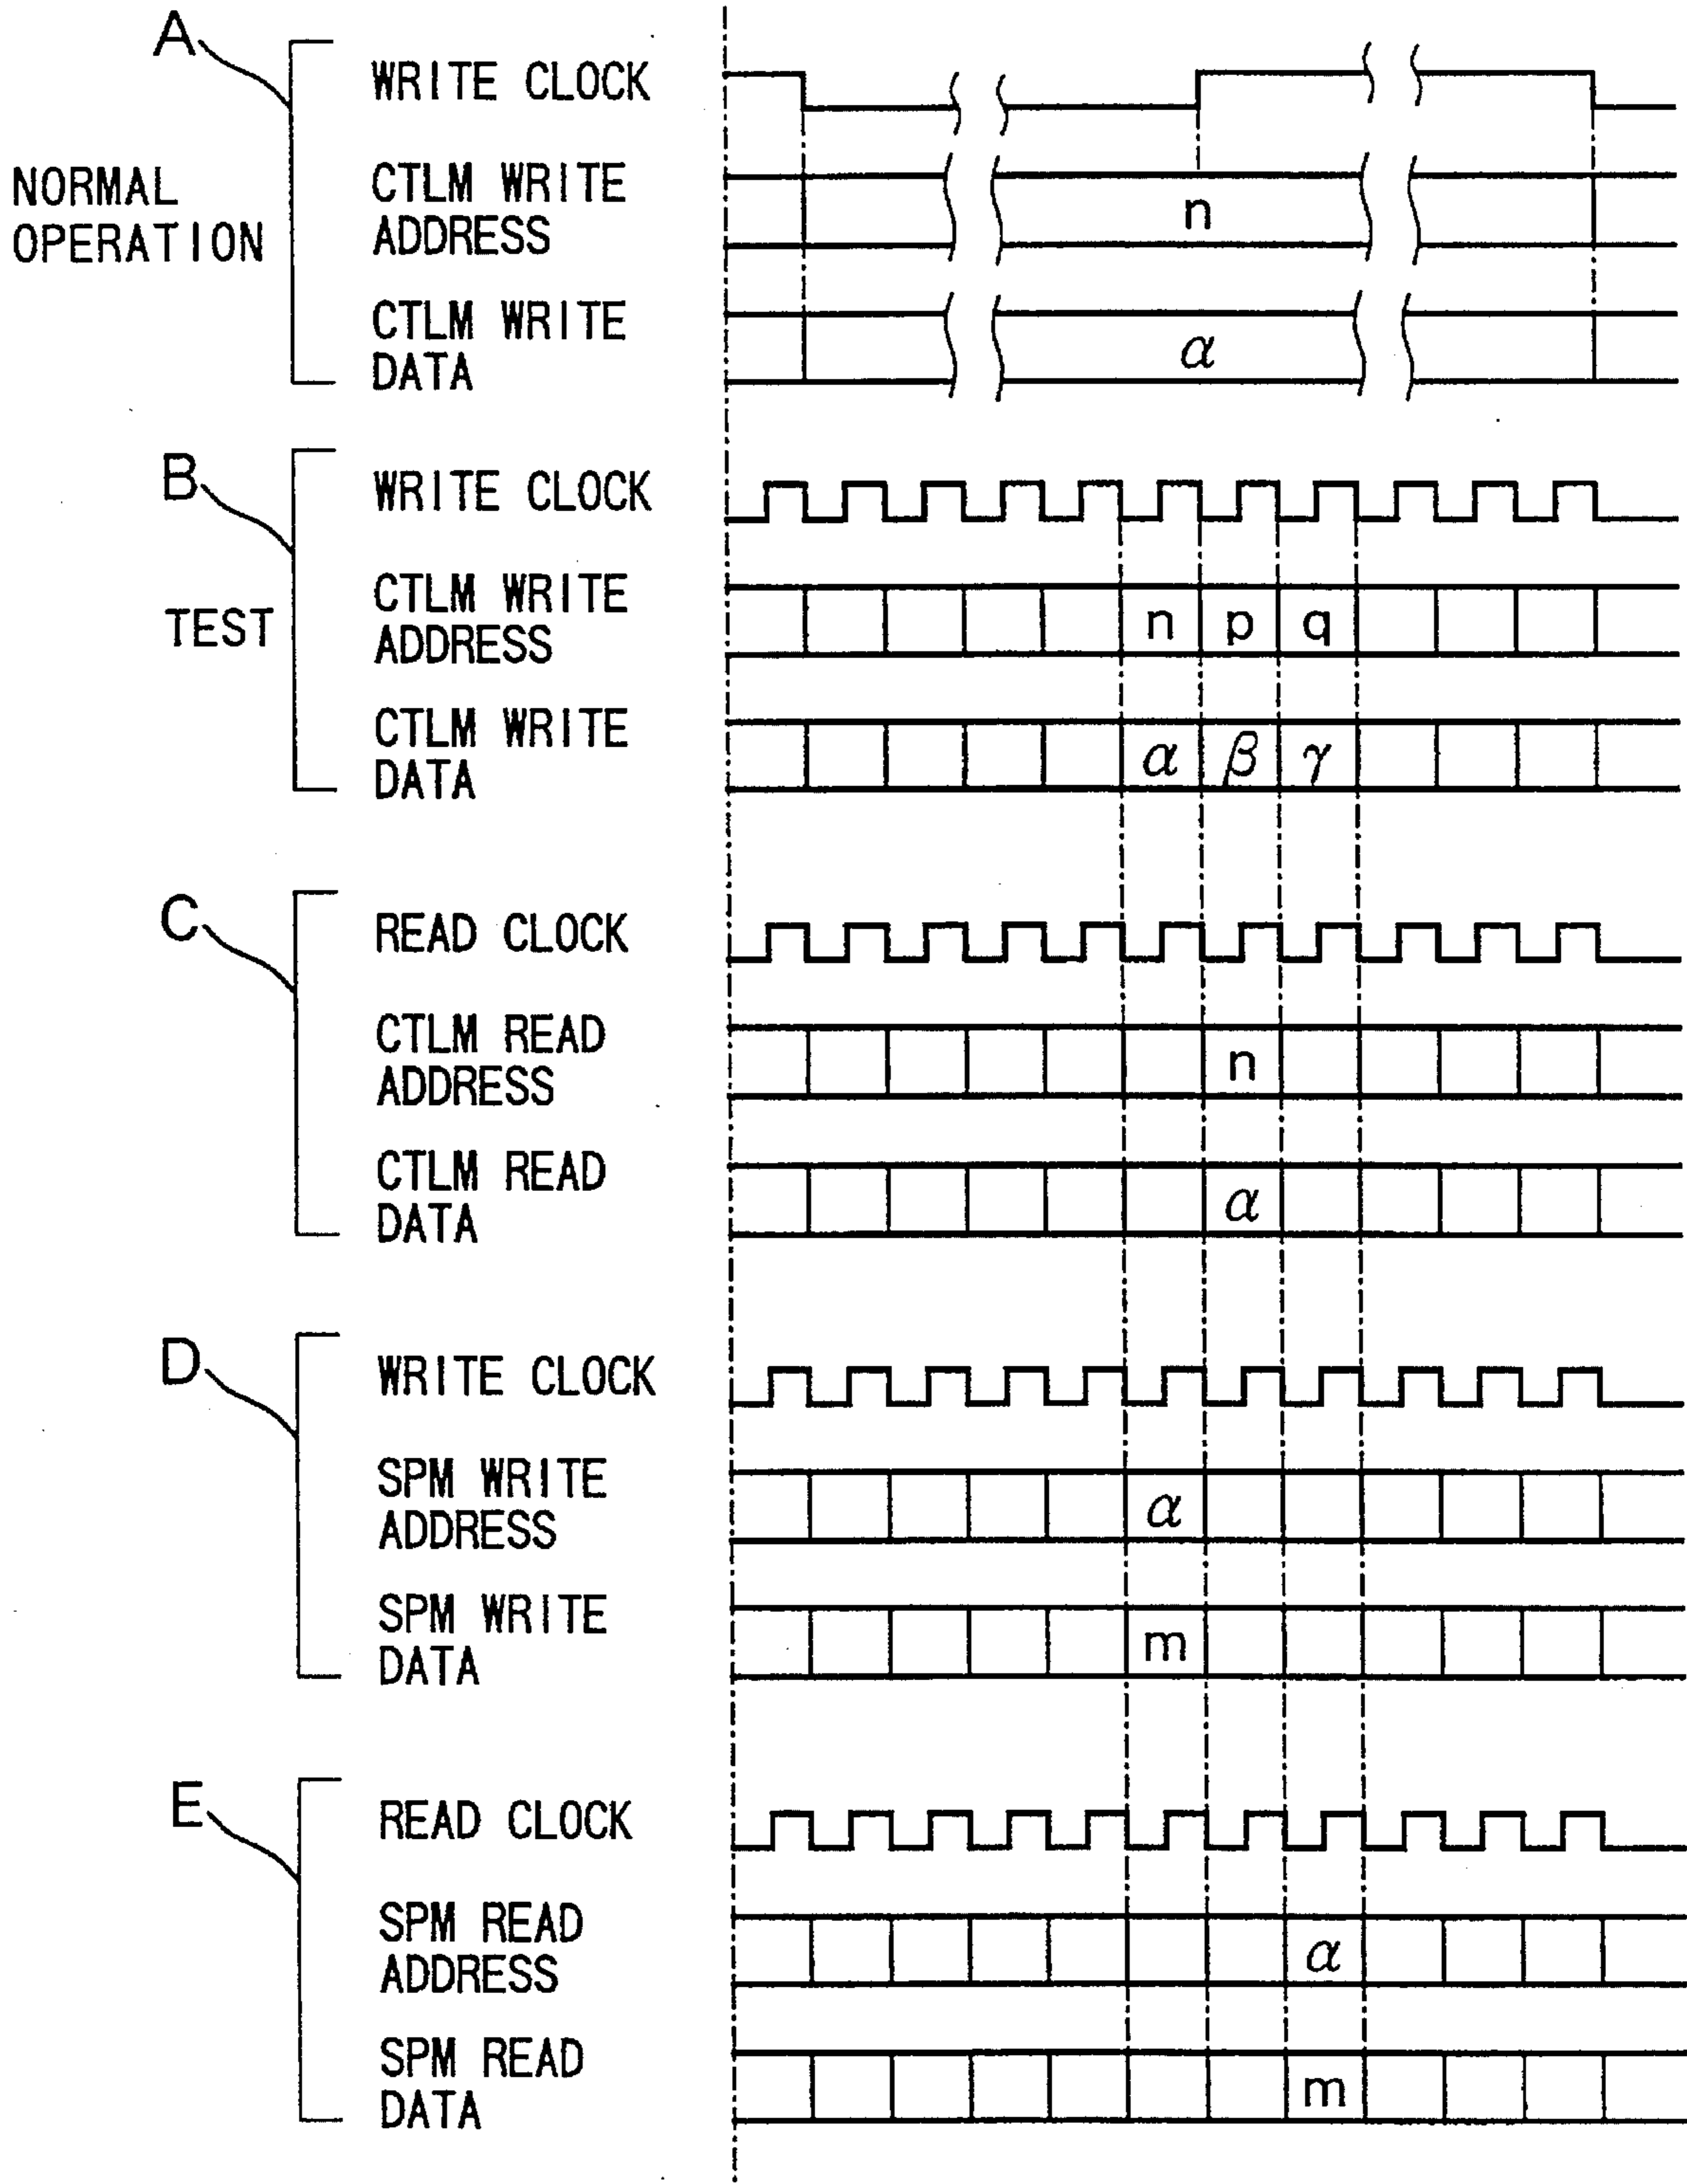 A
WRITE CLOCK
NORMAL
OPERATION
CTLM WRITE
ADDRESS
n
CTLM WRITE
DATA
α
B
WRITE CLOCK
TEST
CTLM WRITE
ADDRESS
n p q
CTLM WRITE
DATA
α β γ
C
READ CLOCK
CTLM READ
ADDRESS
n
CTLM READ
DATA
α
D
WRITE CLOCK
SPM WRITE
ADDRESS
α
SPM WRITE
DATA
m
E
READ CLOCK
SPM READ
ADDRESS
α
SPM READ
DATA
m